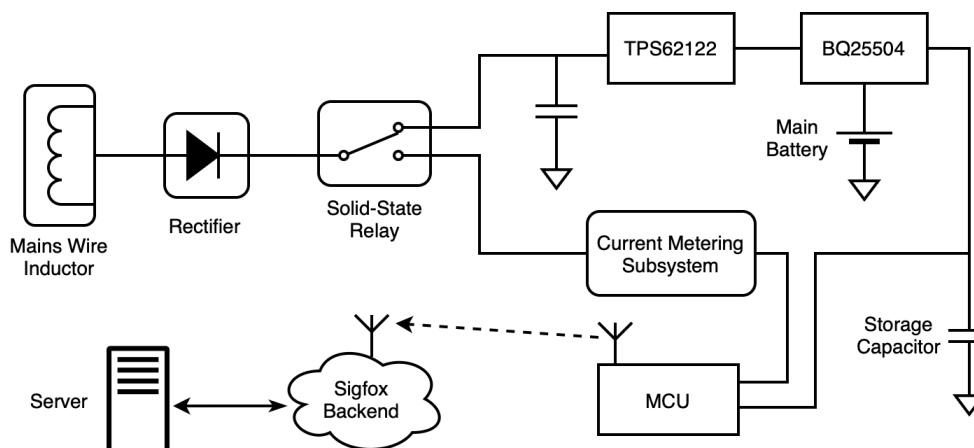 TPS62122
BQ25504
Main
Battery
Mains Wire
Inductor
Rectifier
Solid-State
Relay
Current Metering
Subsystem
Storage
Capacitor
Server
Sigfox
Backend
MCU